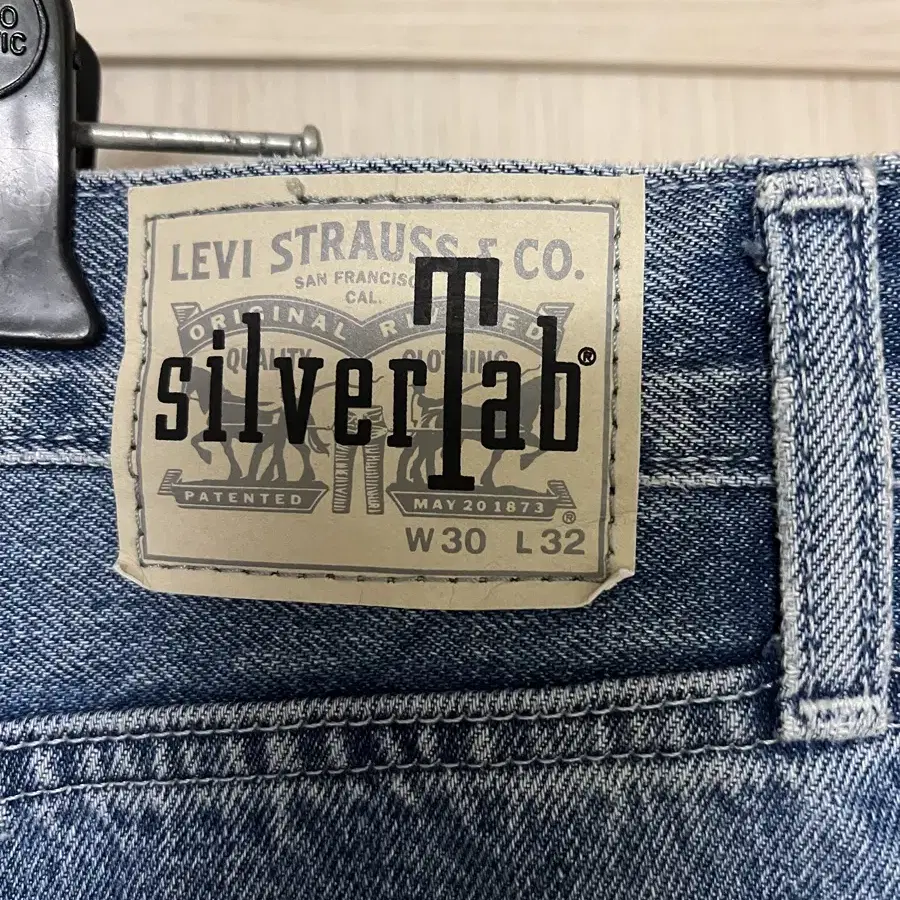 LEVI STRAUSS & CO.
SAN FRANCISCO
CAL.
ORIGINAL RIVETED
QUALITY CLOTHING
silverTab®
PATENTED MAY 20 1873
®
W30 L32